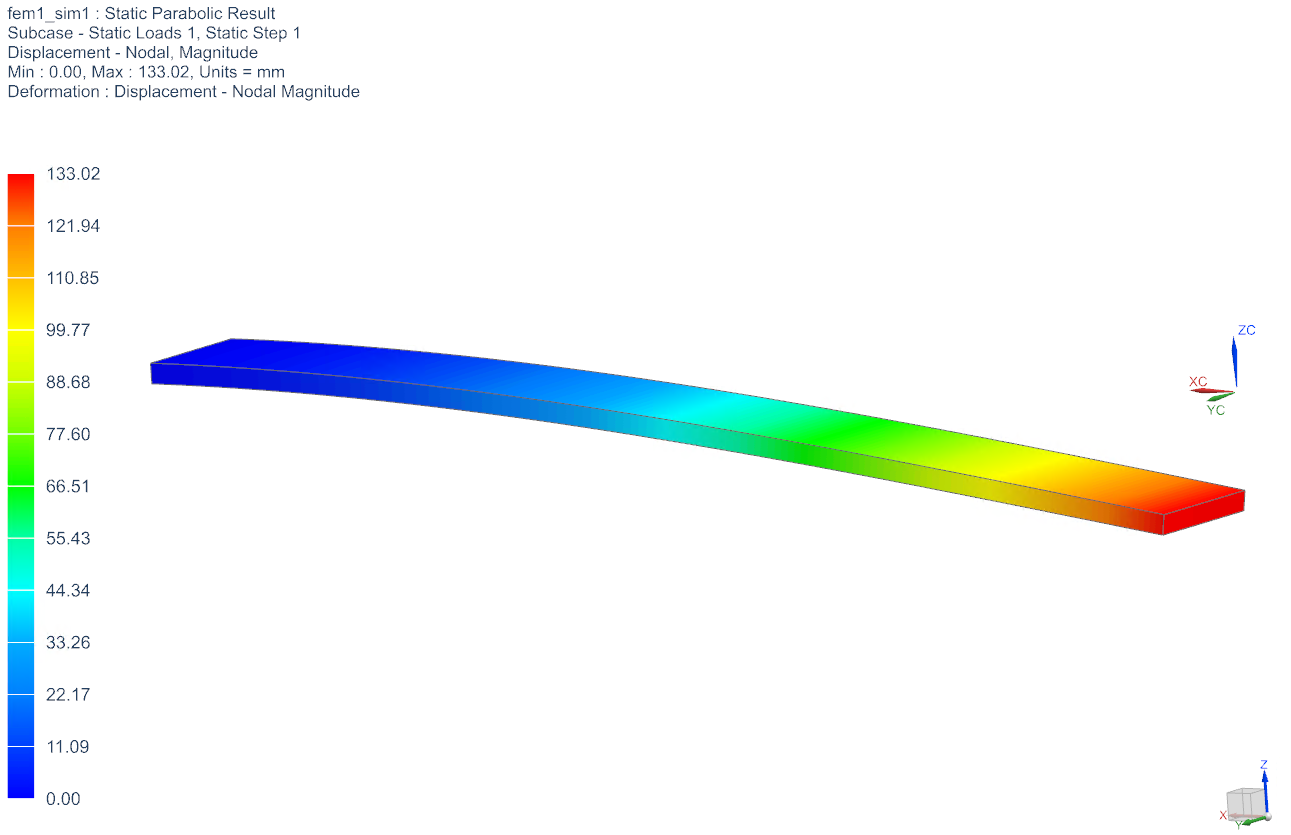 fem1_sim1 : Static Parabolic Result
Subcase - Static Loads 1, Static Step 1
Displacement - Nodal, Magnitude
Min : 0.00, Max : 133.02, Units = mm
Deformation : Displacement - Nodal Magnitude
133.02
121.94
110.85
99.77
88.68
77.60
66.51
55.43
44.34
33.26
22.17
11.09
0.00
ZC
XC
YC
Z
X
Y